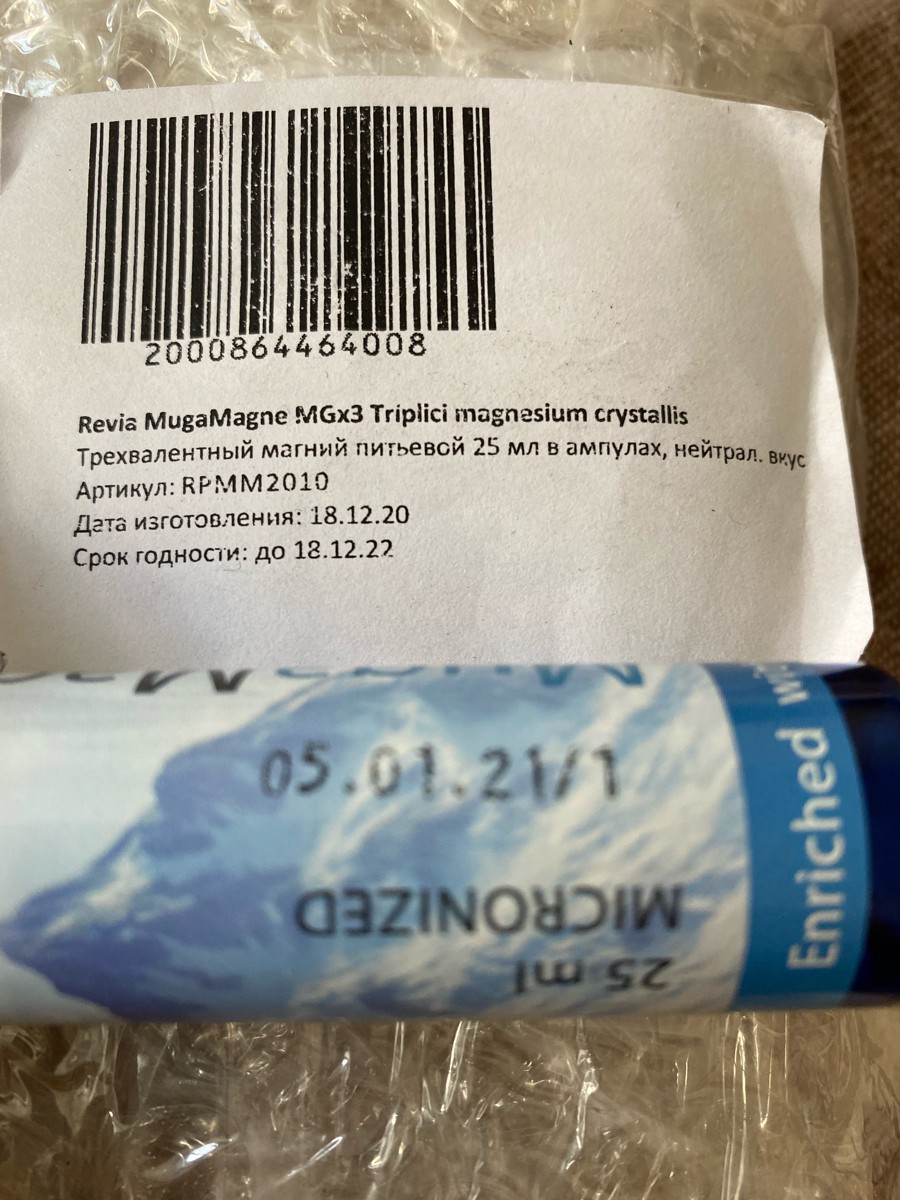 2000864464008
Revia MugaMagne MGx3 Triplici magnesium crystallis
Трехвалентный магний питьевой 25 мл в ампулах, нейтрал. вкус
Артикул: RPMM2010
Дата изготовления: 18.12.20
Срок годности: до 18.12.22
05.01.21/1
MICRONIZED
25 ml
Enriched